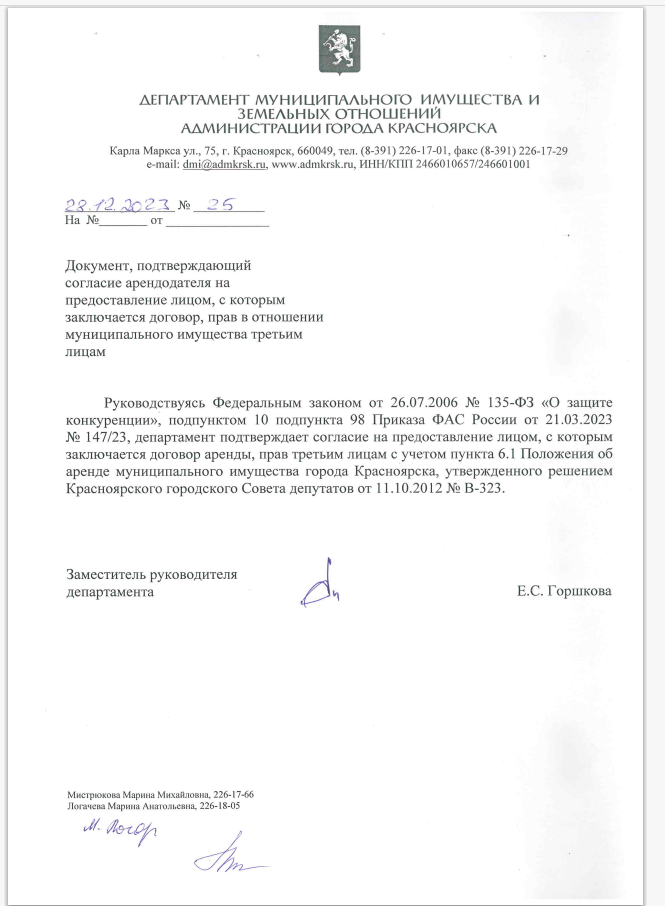 ДЕПАРТАМЕНТ МУНИЦИПАЛЬНОГО ИМУЩЕСТВА И
ЗЕМЕЛЬНЫХ ОТНОШЕНИЙ
АДМИНИСТРАЦИИ ГОРОДА КРАСНОЯРСКА
Карла Маркса ул., 75, г. Красноярск, 660049, тел. (8-391) 226-17-01, факс (8-391) 226-17-29
e-mail: dmi@admkrsk.ru, www.admkrsk.ru, ИНН/КПП 2466010657/246601001
28.12.2023 № 25
На №_______ от ________________
Документ, подтверждающий
согласие арендодателя на
предоставление лицом, с которым
заключается договор, прав в отношении
муниципального имущества третьим
лицам
Руководствуясь Федеральным законом от 26.07.2006 № 135-ФЗ «О защите
конкуренции», подпунктом 10 подпункта 98 Приказа ФАС России от 21.03.2023
№ 147/23, департамент подтверждает согласие на предоставление лицом, с которым
заключается договор аренды, прав третьим лицам с учетом пункта 6.1 Положения об
аренде муниципального имущества города Красноярска, утвержденного решением
Красноярского городского Совета депутатов от 11.10.2012 № В-323.
Заместитель руководителя
департамента
Е.С. Горшкова
Мистрюкова Марина Михайловна, 226-17-66
Логачева Марина Анатольевна, 226-18-05